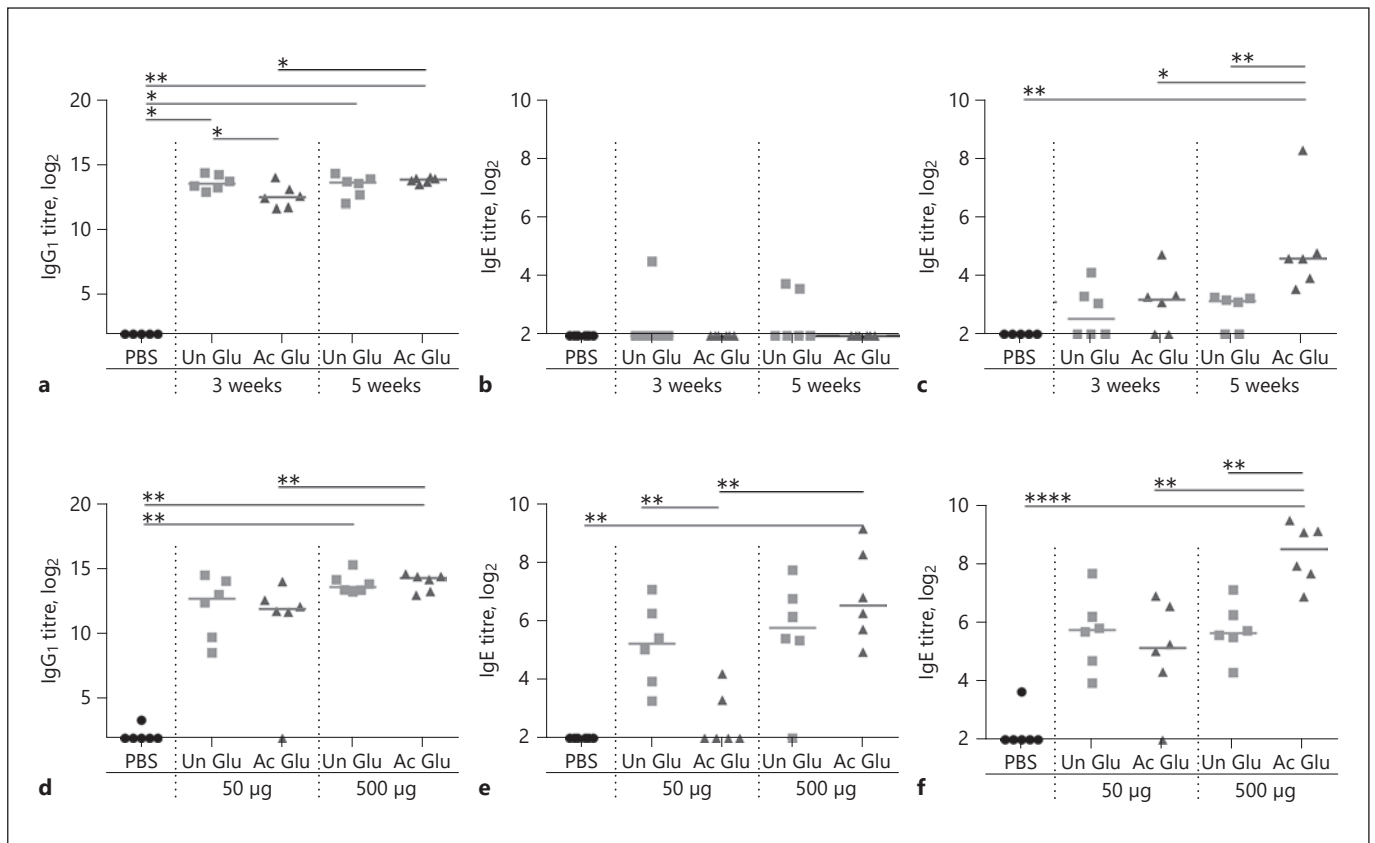 *
**
*
*
*
20
15
10
5
IgG₁ titre, log₂
PBS Un Glu Ac Glu Un Glu Ac Glu
3 weeks 5 weeks
a
10
8
6
4
2
IgE titre, log₂
PBS Un Glu Ac Glu Un Glu Ac Glu
3 weeks 5 weeks
b
**
*
**
10
8
6
4
2
IgE titre, log₂
PBS Un Glu Ac Glu Un Glu Ac Glu
3 weeks 5 weeks
c
**
**
**
20
15
10
5
IgG₁ titre, log₂
PBS Un Glu Ac Glu Un Glu Ac Glu
50 μg 500 μg
d
**
**
**
10
8
6
4
2
IgE titre, log₂
PBS Un Glu Ac Glu Un Glu Ac Glu
50 μg 500 μg
e
**
**
****
10
8
6
4
2
IgE titre, log₂
PBS Un Glu Ac Glu Un Glu Ac Glu
50 μg 500 μg
f